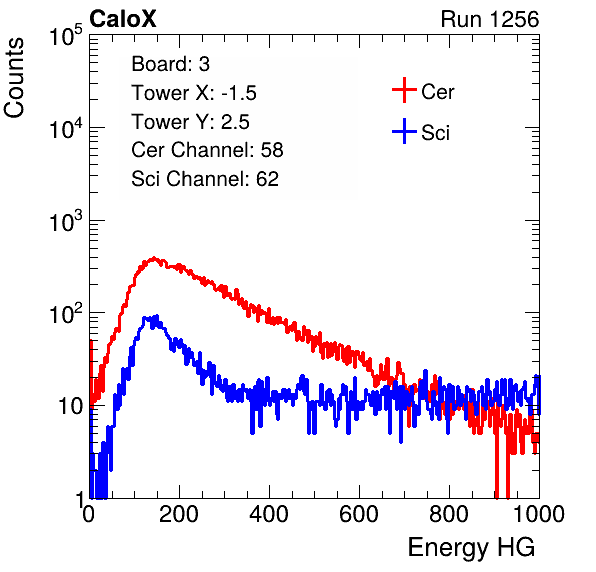 CaloX Run 1256
Counts
Board: 3
Tower X: -1.5
Tower Y: 2.5
Cer Channel: 58
Sci Channel: 62
Cer
Sci
10^5
10^4
10^3
10^2
10
1
0 200 400 600 800 1000
Energy HG